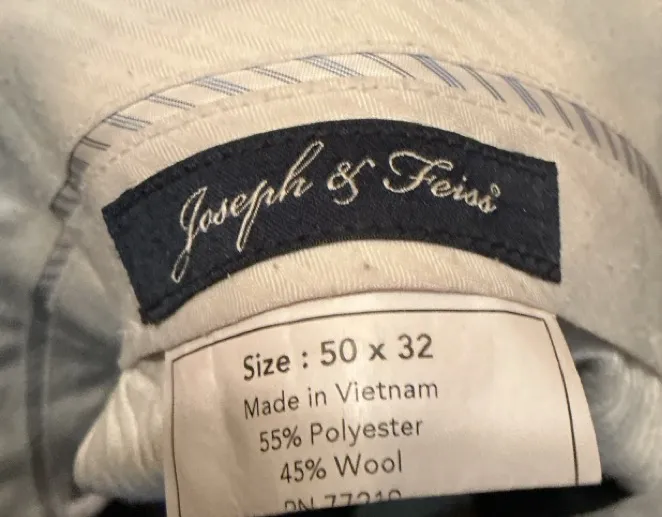 Joseph & Feiss
Size : 50 x 32
Made in Vietnam
55% Polyester
45% Wool